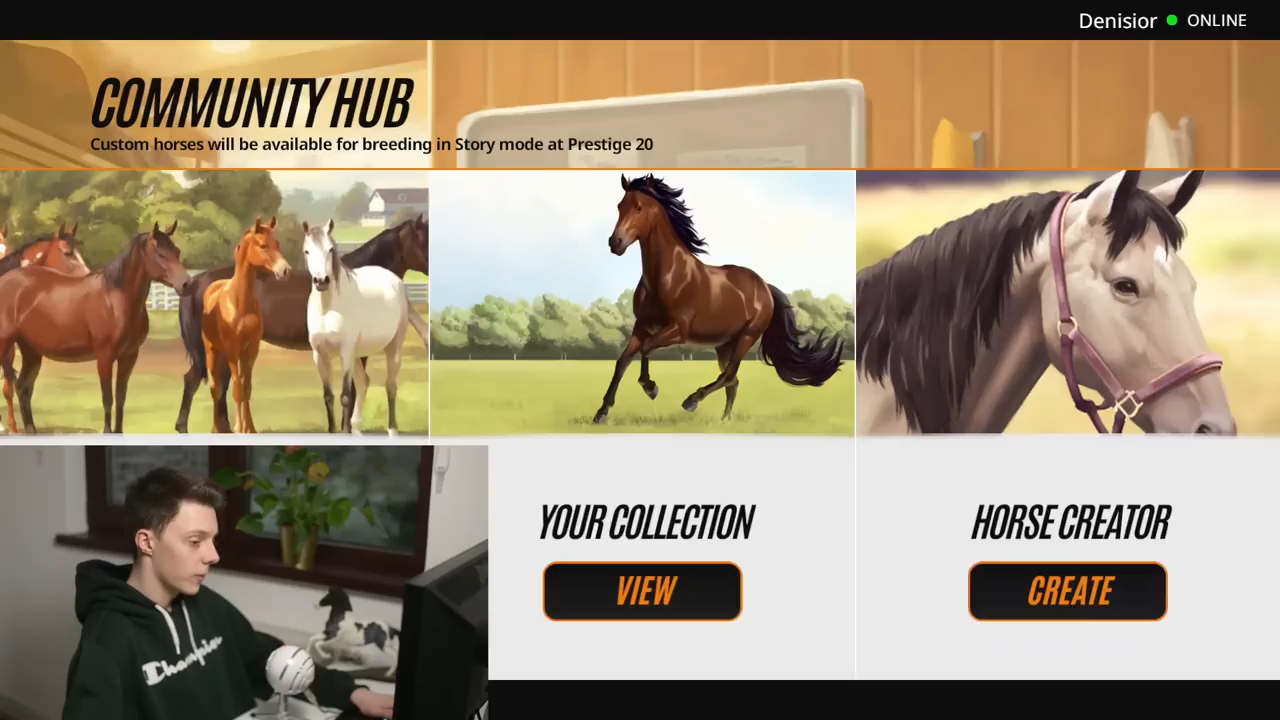 Denisior ONLINE
COMMUNITY HUB
Custom horses will be available for breeding in Story mode at Prestige 20
YOUR COLLECTION
HORSE CREATOR
VIEW
CREATE
Champion